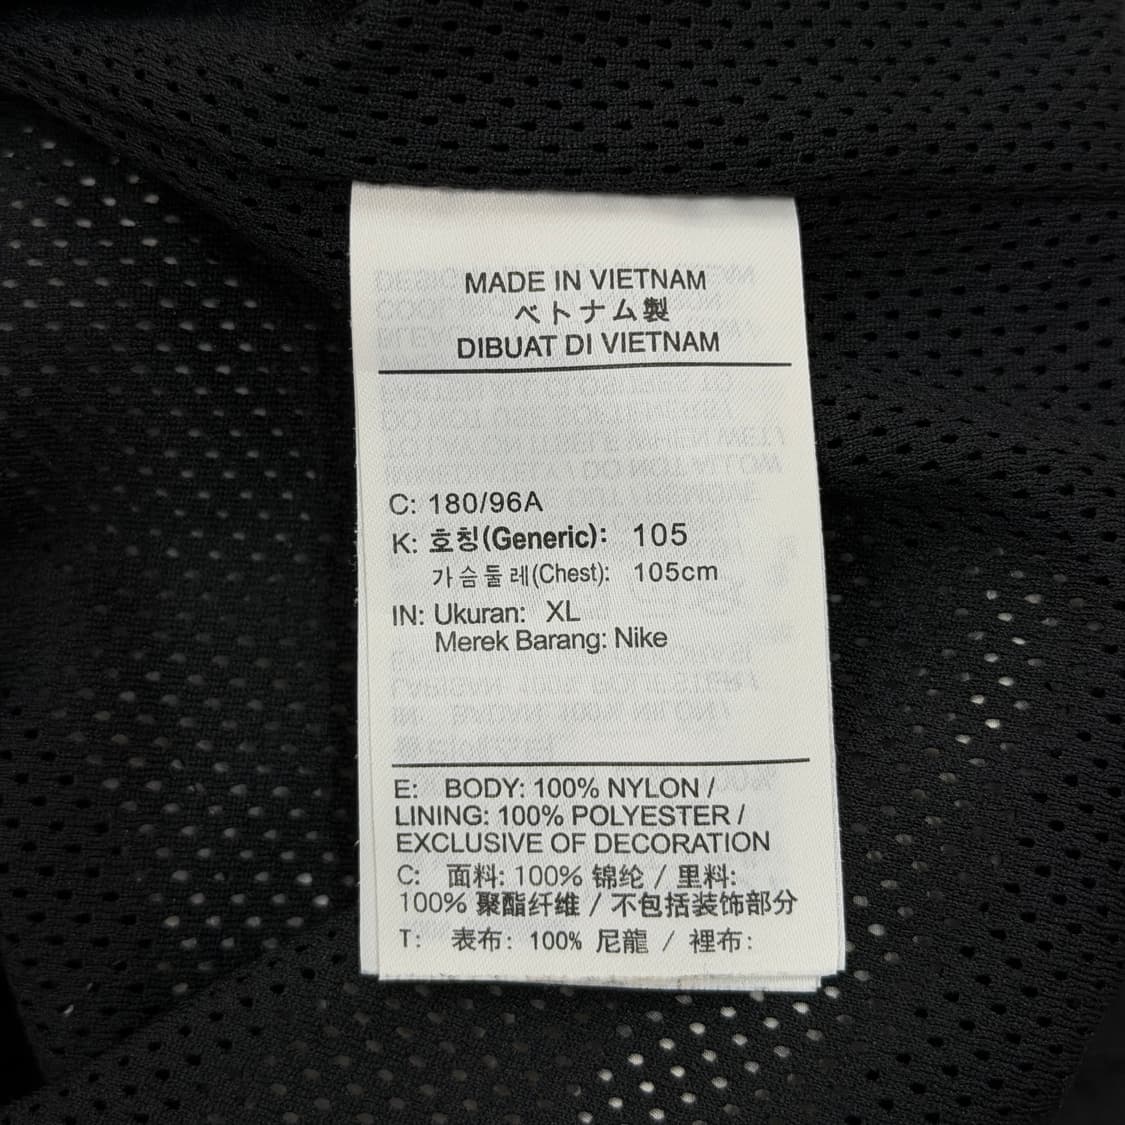 MADE IN VIETNAM
ベトナム製
DIBUAT DI VIETNAM
C: 180/96A
K: 호칭(Generic): 105
가슴둘레(Chest): 105cm
IN: Ukuran: XL
Merek Barang: Nike
E: BODY: 100% NYLON /
LINING: 100% POLYESTER /
EXCLUSIVE OF DECORATION
C: 面料: 100% 锦纶 / 里料:
100% 聚酯纤维 / 不包括装饰部分
T: 表布: 100% 尼龍 / 裡布: